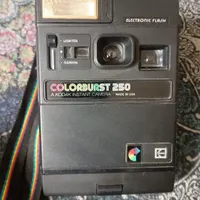 ELECTRONIC FLASH
LIGHTEN
DARKEN
COLORBURST 250
A KODAK INSTANT CAMERA MADE IN USA